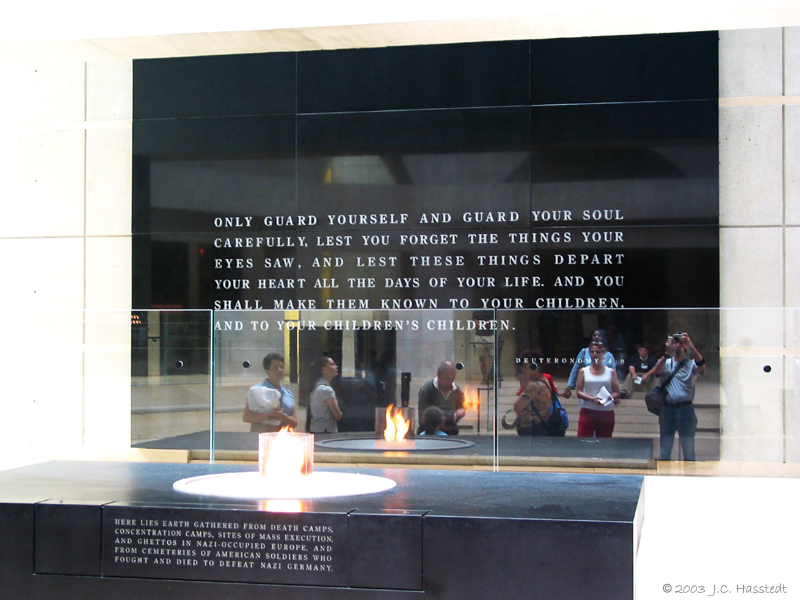 ONLY GUARD YOURSELF AND GUARD YOUR SOUL
CAREFULLY, LEST YOU FORGET THE THINGS YOUR
EYES SAW, AND LEST THESE THINGS DEPART
YOUR HEART ALL THE DAYS OF YOUR LIFE. AND YOU
SHALL MAKE THEM KNOWN TO YOUR CHILDREN,
AND TO YOUR CHILDREN'S CHILDREN.
DEUTERONOMY 4:9
HERE LIES EARTH GATHERED FROM DEATH CAMPS,
CONCENTRATION CAMPS, SITES OF MASS EXECUTION,
AND GHETTOS IN NAZI-OCCUPIED EUROPE, AND
FROM CEMETERIES OF AMERICAN SOLDIERS WHO
FOUGHT AND DIED TO DEFEAT NAZI GERMANY.
©2003 J.C. Hasstedt